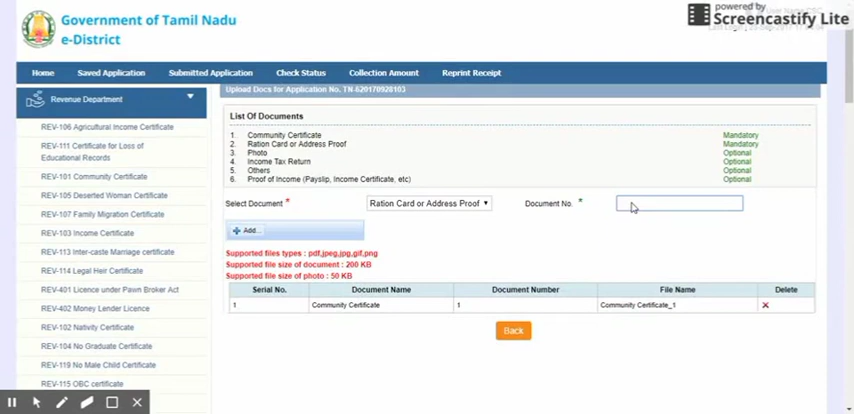 powered by
Screencastify Lite
Government of Tamil Nadu
e-District
Home Saved Application Submitted Application Check Status Collection Amount Reprint Receipt
Revenue Department
REV-106 Agricultural Income Certificate
REV-111 Certificate for Loss of
Educational Records
REV-101 Community Certificate
REV-105 Deserted Woman Certificate
REV-107 Family Migration Certificate
REV-103 Income Certificate
REV-113 Inter-caste Marriage certificate
REV-114 Legal Heir Certificate
REV-401 Licence under Pawn Broker Act
REV-402 Money Lender Licence
REV-102 Nativity Certificate
REV-104 No Graduate Certificate
REV-119 No Male Child Certificate
REV-115 OBC certificate
Upload Docs for Application No. TN-620170928103
List Of Documents
1. Community Certificate Mandatory
2. Ration Card or Address Proof Mandatory
3. Photo Optional
4. Income Tax Return Optional
5. Others Optional
6. Proof of Income (Payslip, Income Certificate, etc) Optional
Select Document * Ration Card or Address Proof Document No. *
Add...
Supported files types : pdf,jpeg,jpg,gif,png
Supported file size of document : 200 KB
Supported file size of photo : 50 KB
Serial No. Document Name Document Number File Name Delete
1 Community Certificate 1 Community Certificate_1
Back